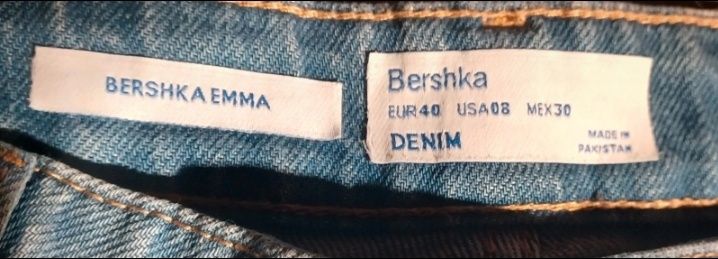 BERSHKA EMMA
Bershka
EUR40 USA08 MEX30
DENIM
MADE IN
PAKISTAN